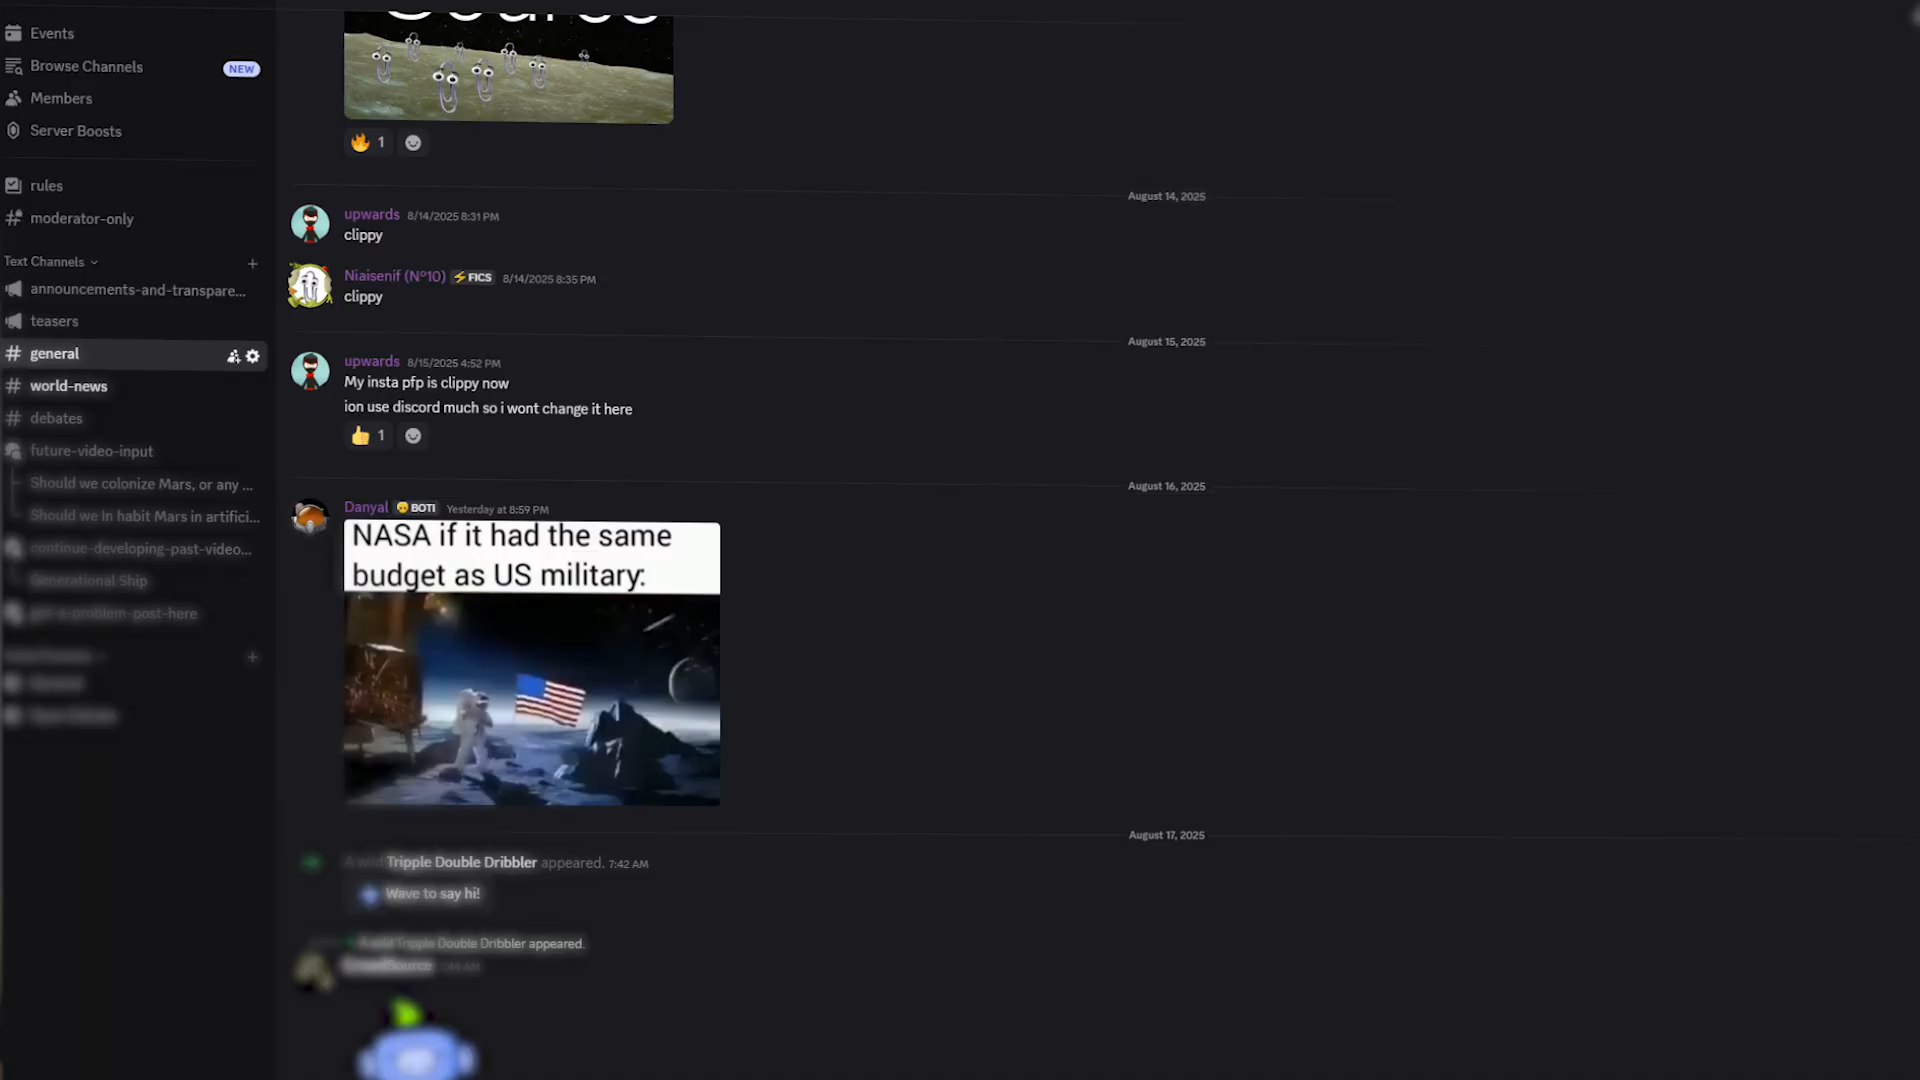 Events
Browse Channels
NEW
Members
Server Boosts
rules
moderator-only
Text Channels
announcements-and-transpare...
teasers
general
world-news
debates
future-video-input
Should we colonize Mars, or any ...
Should we In habit Mars in artifici...
continue-developing-past-video...
Generational Ship
got-a-problem-post-here
1
August 14, 2025
upwards 8/14/2025 8:31 PM
clippy
Niaisenif (Nº10) FICS 8/14/2025 8:35 PM
clippy
August 15, 2025
upwards 8/15/2025 4:52 PM
My insta pfp is clippy now
ion use discord much so i wont change it here
1
August 16, 2025
Danyal BOTI Yesterday at 8:59 PM
NASA if it had the same
budget as US military:
August 17, 2025
A wild Tripple Double Dribbler appeared. 7:42 AM
Wave to say hi!
A wild Tripple Double Dribbler appeared.
CrowdSource